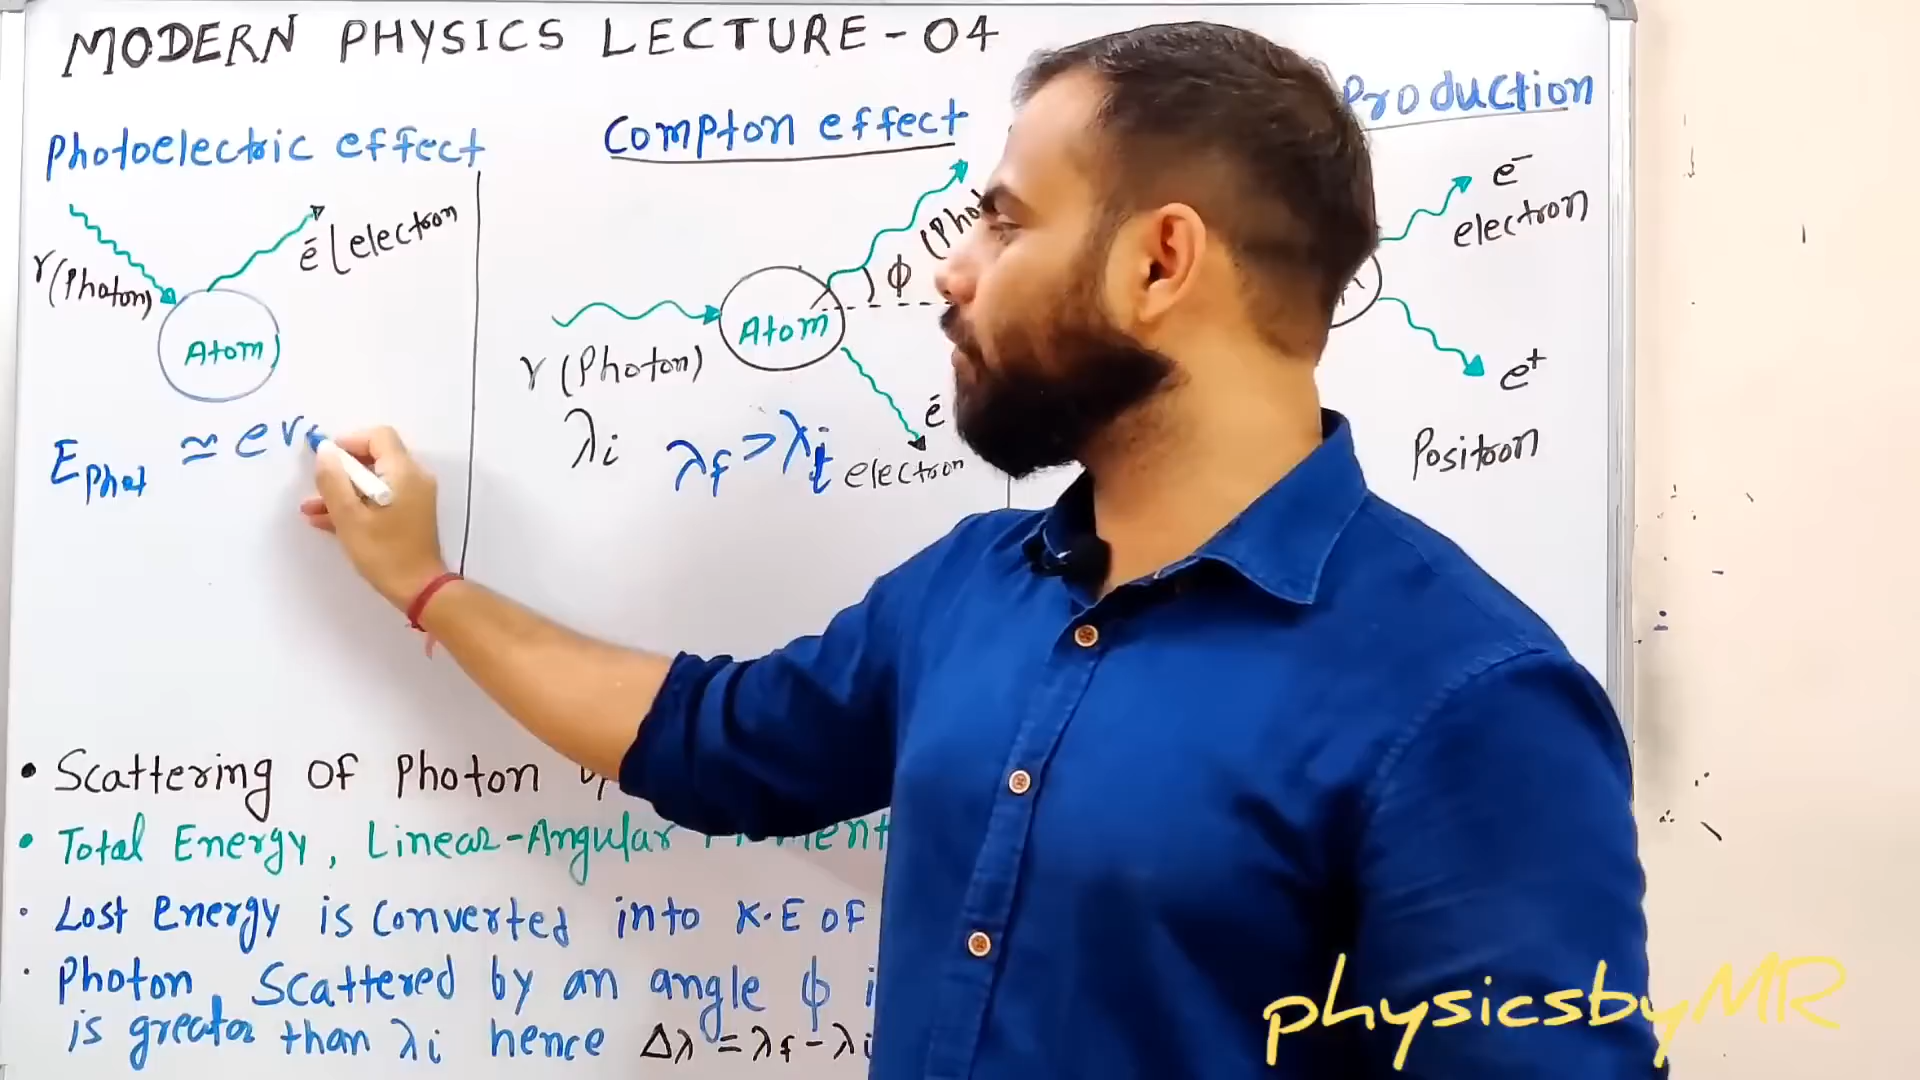 MODERN PHYSICS LECTURE - 04
Photoelectric effect
γ (Photon)
ē (electron
Atom
E Phot ≃ ev
Compton effect
γ (Photon)
λi
Atom
ϕ
ē
electron
λf > λi
Production
e⁻
electron
e⁺
Positron
• Scattering OF Photon
• Total Energy, Linear-Angular
• Lost energy is converted into K.E OF
• Photon, Scattered by an angle ϕ
is greater than λi hence Δλ = λf - λi
physicsbyMR